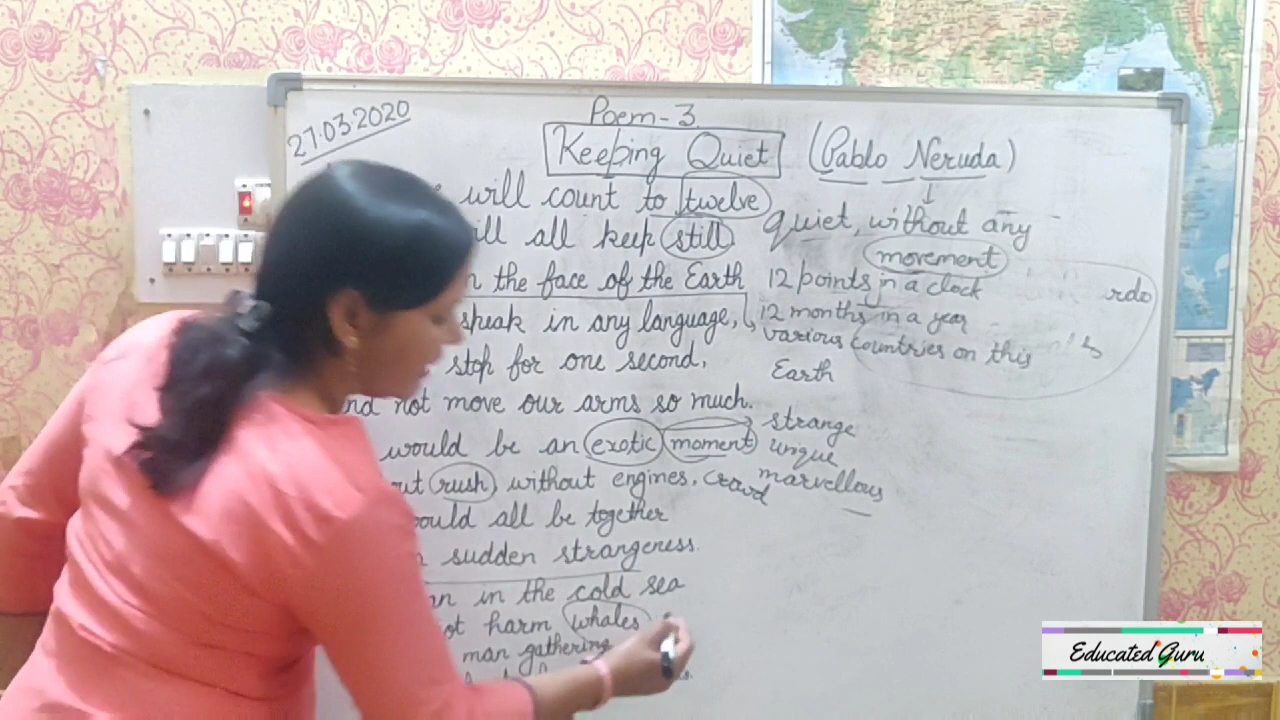 27.03.2020
Poem-3
Keeping Quiet (Pablo Neruda)
will count to twelve
all keep still quiet, without any
movement
the face of the Earth 12 points in a clock
speak in any language, 12 months in a year
various countries on this
stop for one second, Earth
not move our arms so much.
strange
would be an exotic moment unique
rush without engines, crowd marvellous
all be together
sudden strangeness.
in the cold sea
harm whales
man gathering
Educated Guru